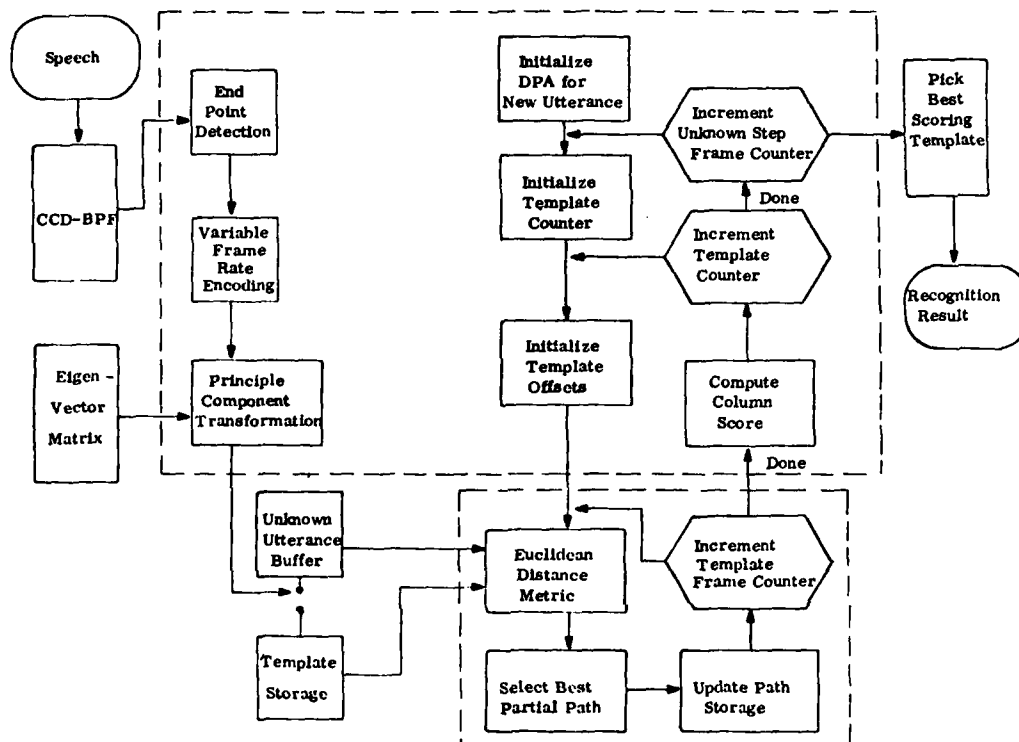 Speech
CCD-BPF
Eigen -
Vector
Matrix
End
Point
Detection
Variable
Frame
Rate
Encoding
Principle
Component
Transformation
Unknown
Utterance
Buffer
Template
Storage
Initialize
DPA for
New Utterance
Initialize
Template
Counter
Initialize
Template
Offsets
Euclidean
Distance
Metric
Select Best
Partial Path
Update Path
Storage
Increment
Template
Frame Counter
Done
Compute
Column
Score
Increment
Template
Counter
Done
Increment
Unknown Step
Frame Counter
Pick
Best
Scoring
Template
Recognition
Result